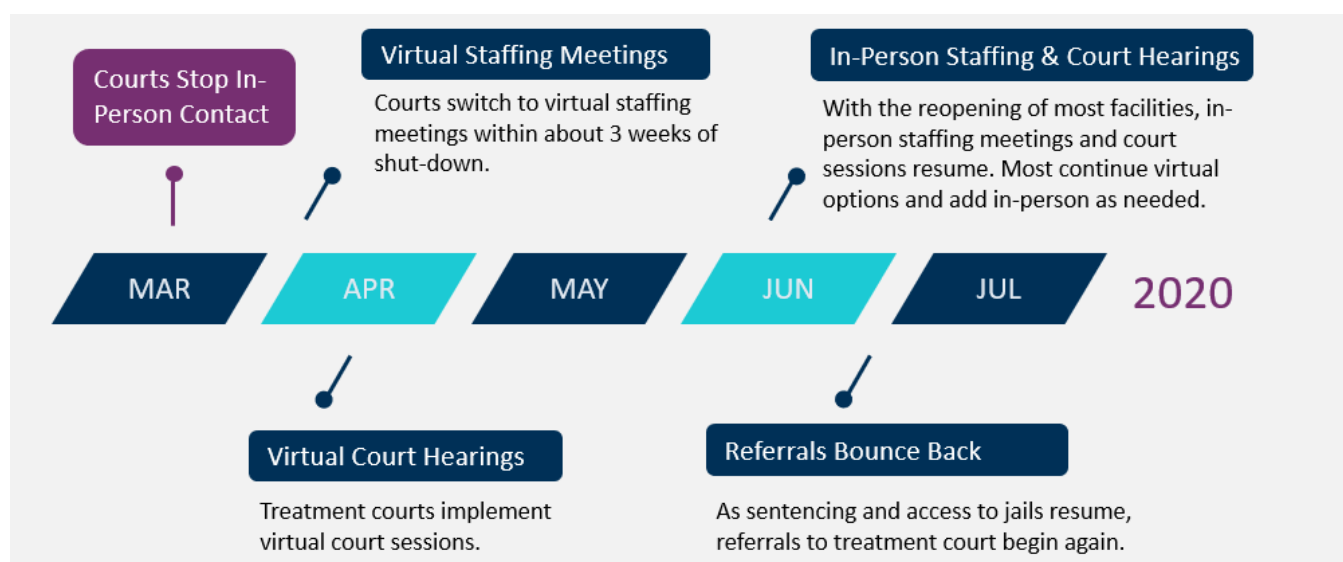 Courts Stop In-
Person Contact
Virtual Staffing Meetings
Courts switch to virtual staffing
meetings within about 3 weeks of
shut-down.
In-Person Staffing & Court Hearings
With the reopening of most facilities, in-
person staffing meetings and court
sessions resume. Most continue virtual
options and add in-person as needed.
MAR
APR
MAY
JUN
JUL
2020
Virtual Court Hearings
Treatment courts implement
virtual court sessions.
Referrals Bounce Back
As sentencing and access to jails resume,
referrals to treatment court begin again.